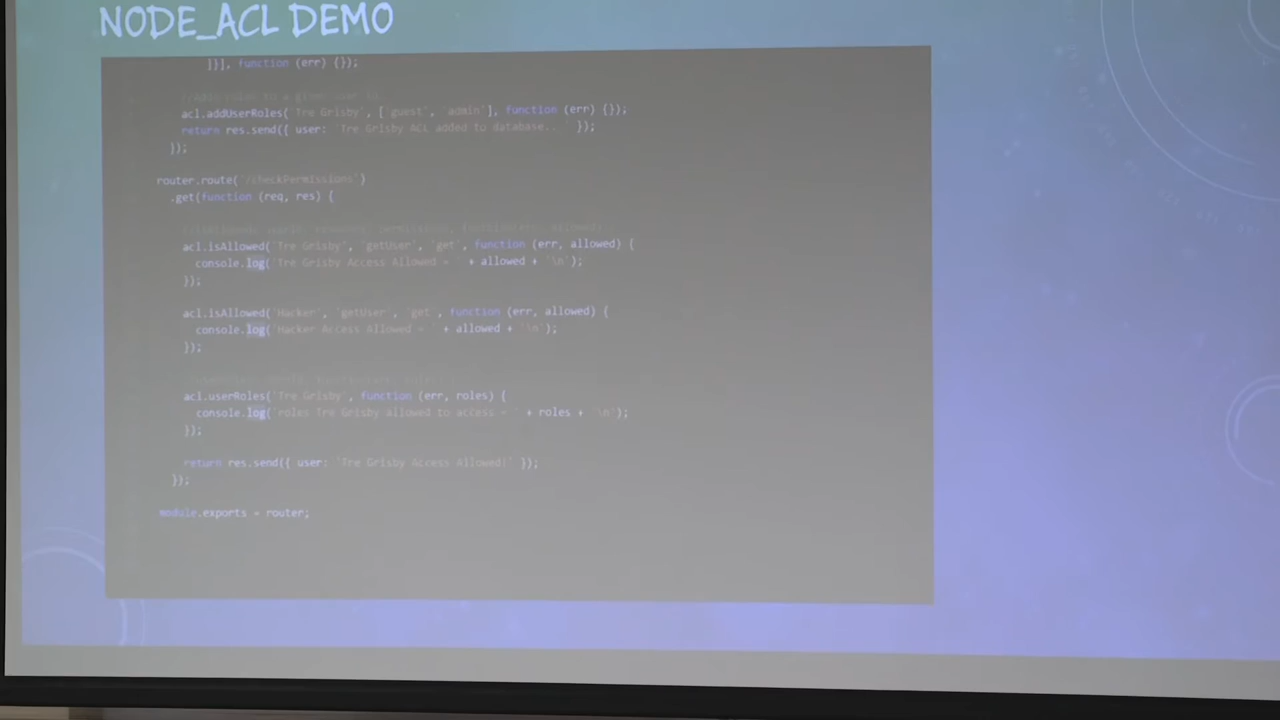 NODE_ACL DEMO
]}], function (err) {});
acl.addUserRoles('Tre Grisby', ['guest', 'admin'], function (err) {});
return res.send({ user: 'Tre Grisby ACL added to database..' });
});
router.route('/checkPermissions')
.get(function (req, res) {
acl.isAllowed('Tre Grisby', 'getUser', 'get', function (err, allowed) {
console.log('Tre Grisby Access Allowed - ' + allowed + '\n');
});
acl.isAllowed('Hacker', 'getUser', 'get', function (err, allowed) {
console.log('Hacker Access Allowed - ' + allowed + '\n');
});
acl.userRoles('Tre Grisby', function (err, roles) {
console.log('roles Tre Grisby allowed to access - ' + roles + '\n');
});
return res.send({ user: 'Tre Grisby Access Allowed!' });
});
module.exports = router;